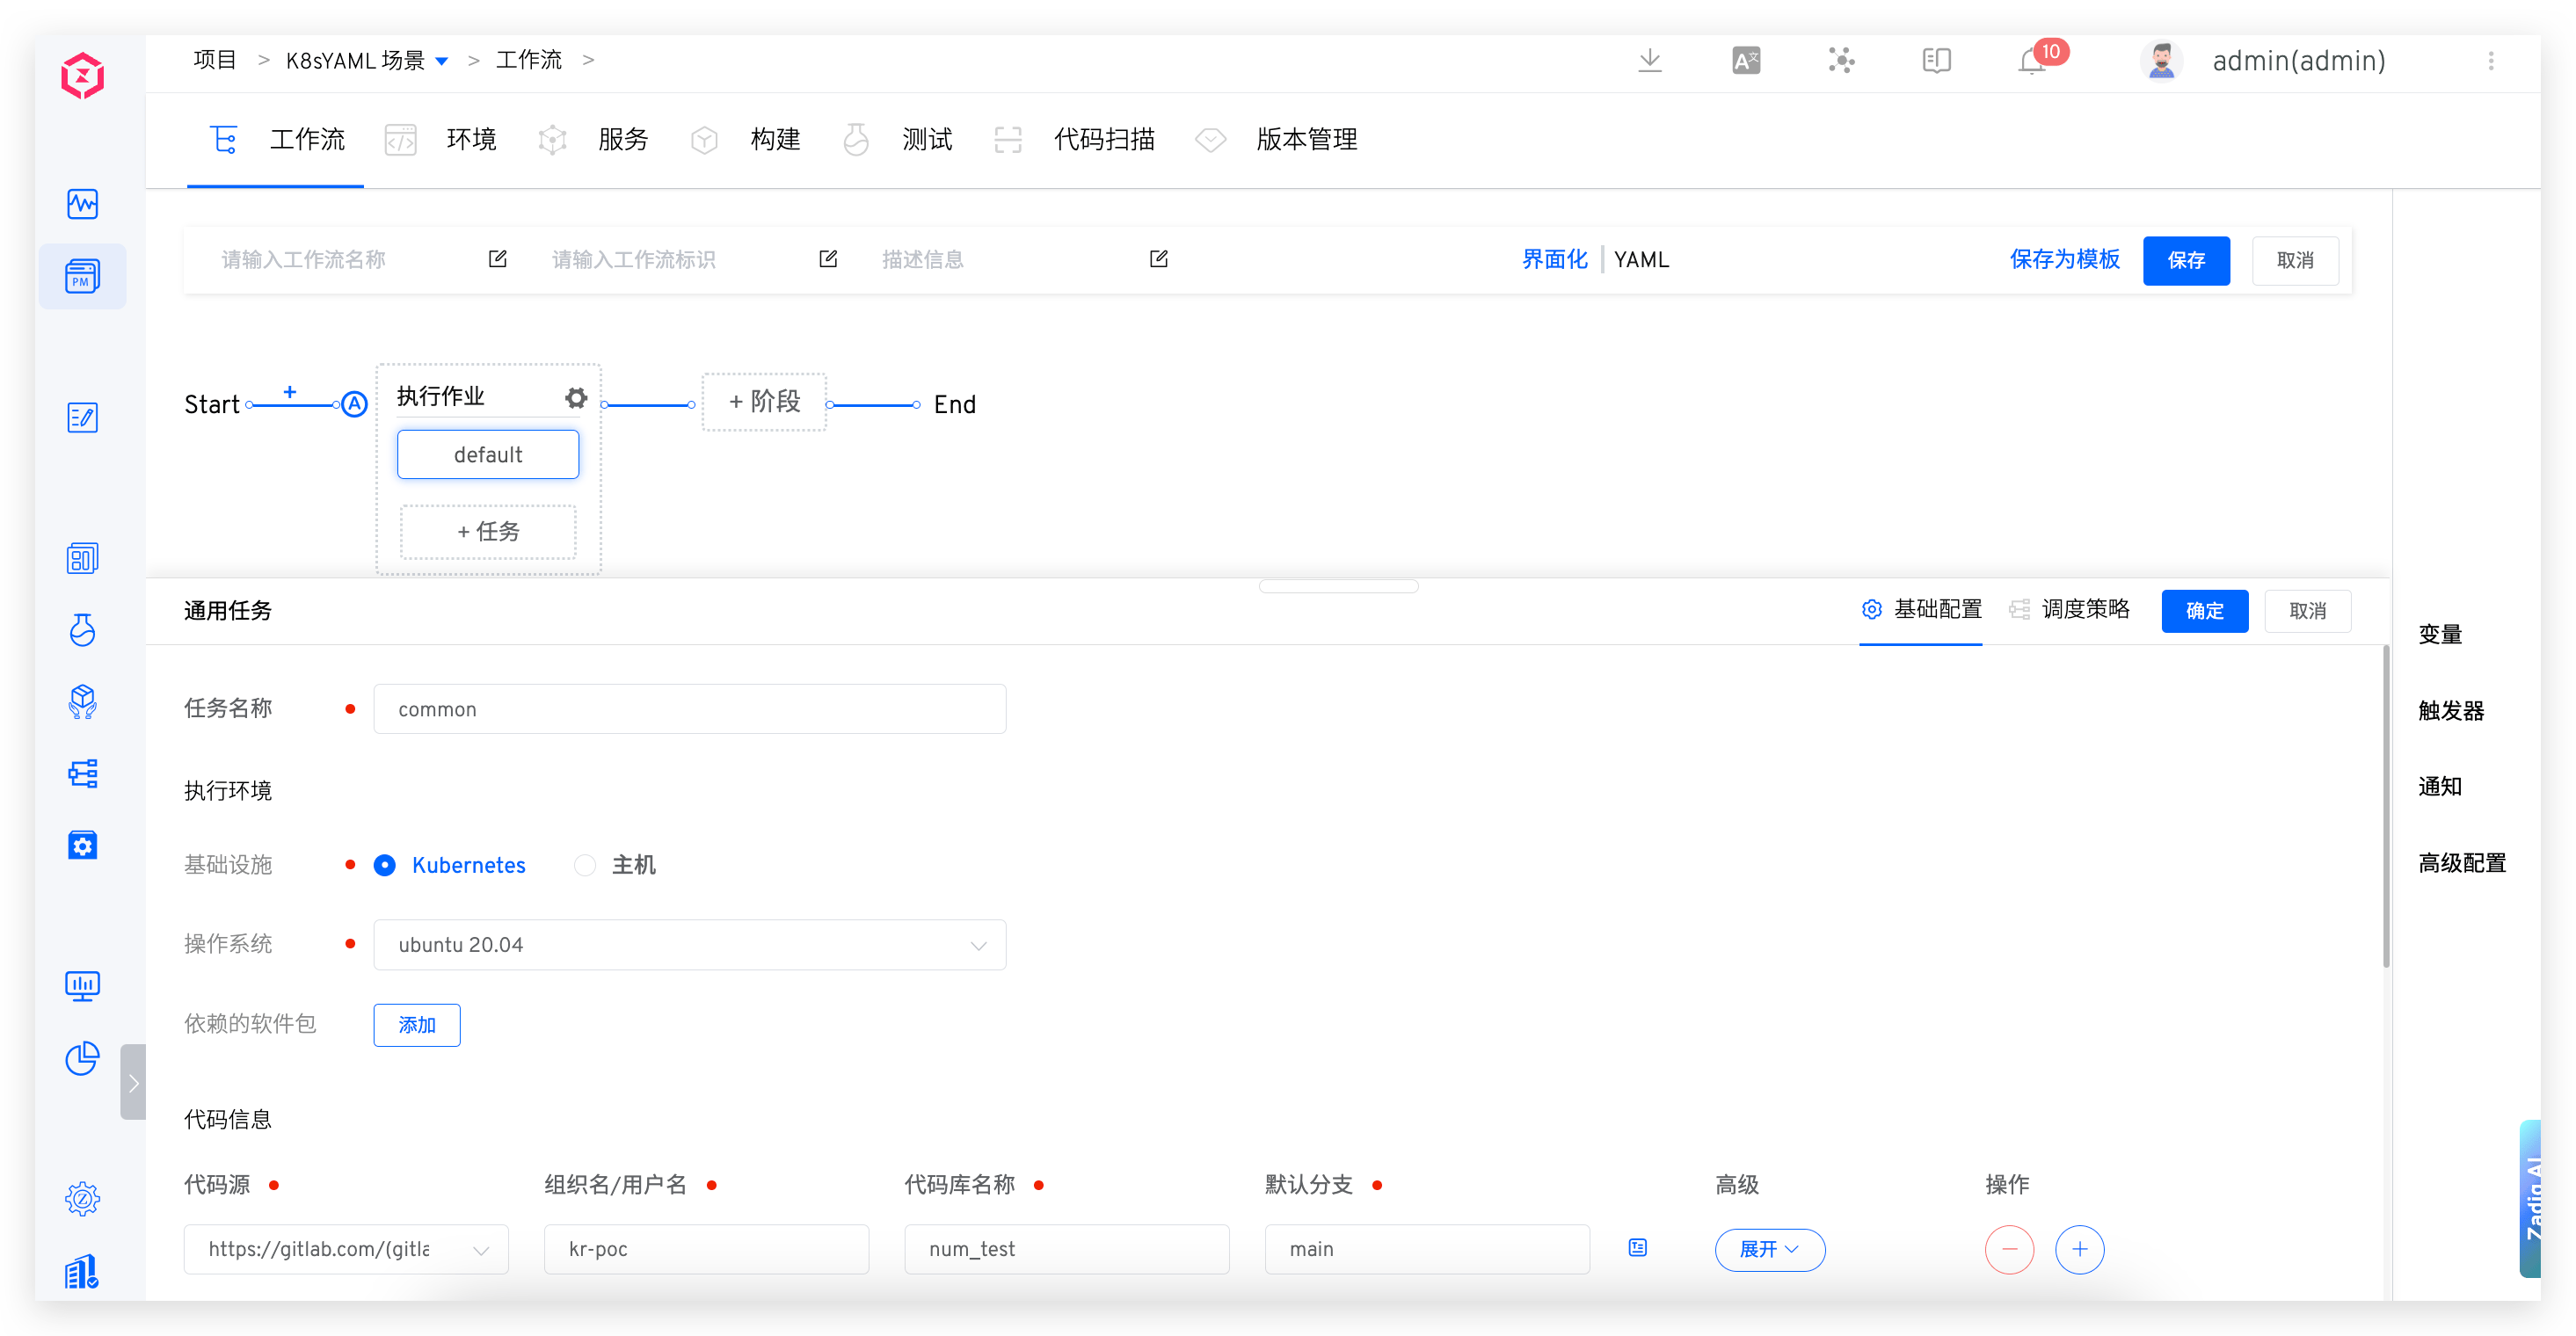 项目 > K8sYAML 场景 > 工作流 >
10
admin(admin)
工作流 环境 服务 构建 测试 代码扫描 版本管理
PM
请输入工作流名称 请输入工作流标识 描述信息 界面化 YAML 保存为模板 保存 取消
Start + A 执行作业 + 阶段 End
default
+ 任务
通用任务 基础配置 调度策略 确定 取消
变量
触发器
通知
高级配置
任务名称 common
执行环境
基础设施 Kubernetes 主机
操作系统 ubuntu 20.04
依赖的软件包 添加
代码信息
代码源 组织名/用户名 代码库名称 默认分支 高级 操作
https://gitlab.com/(gitla kr-poc num_test main 展开
Zadig AI